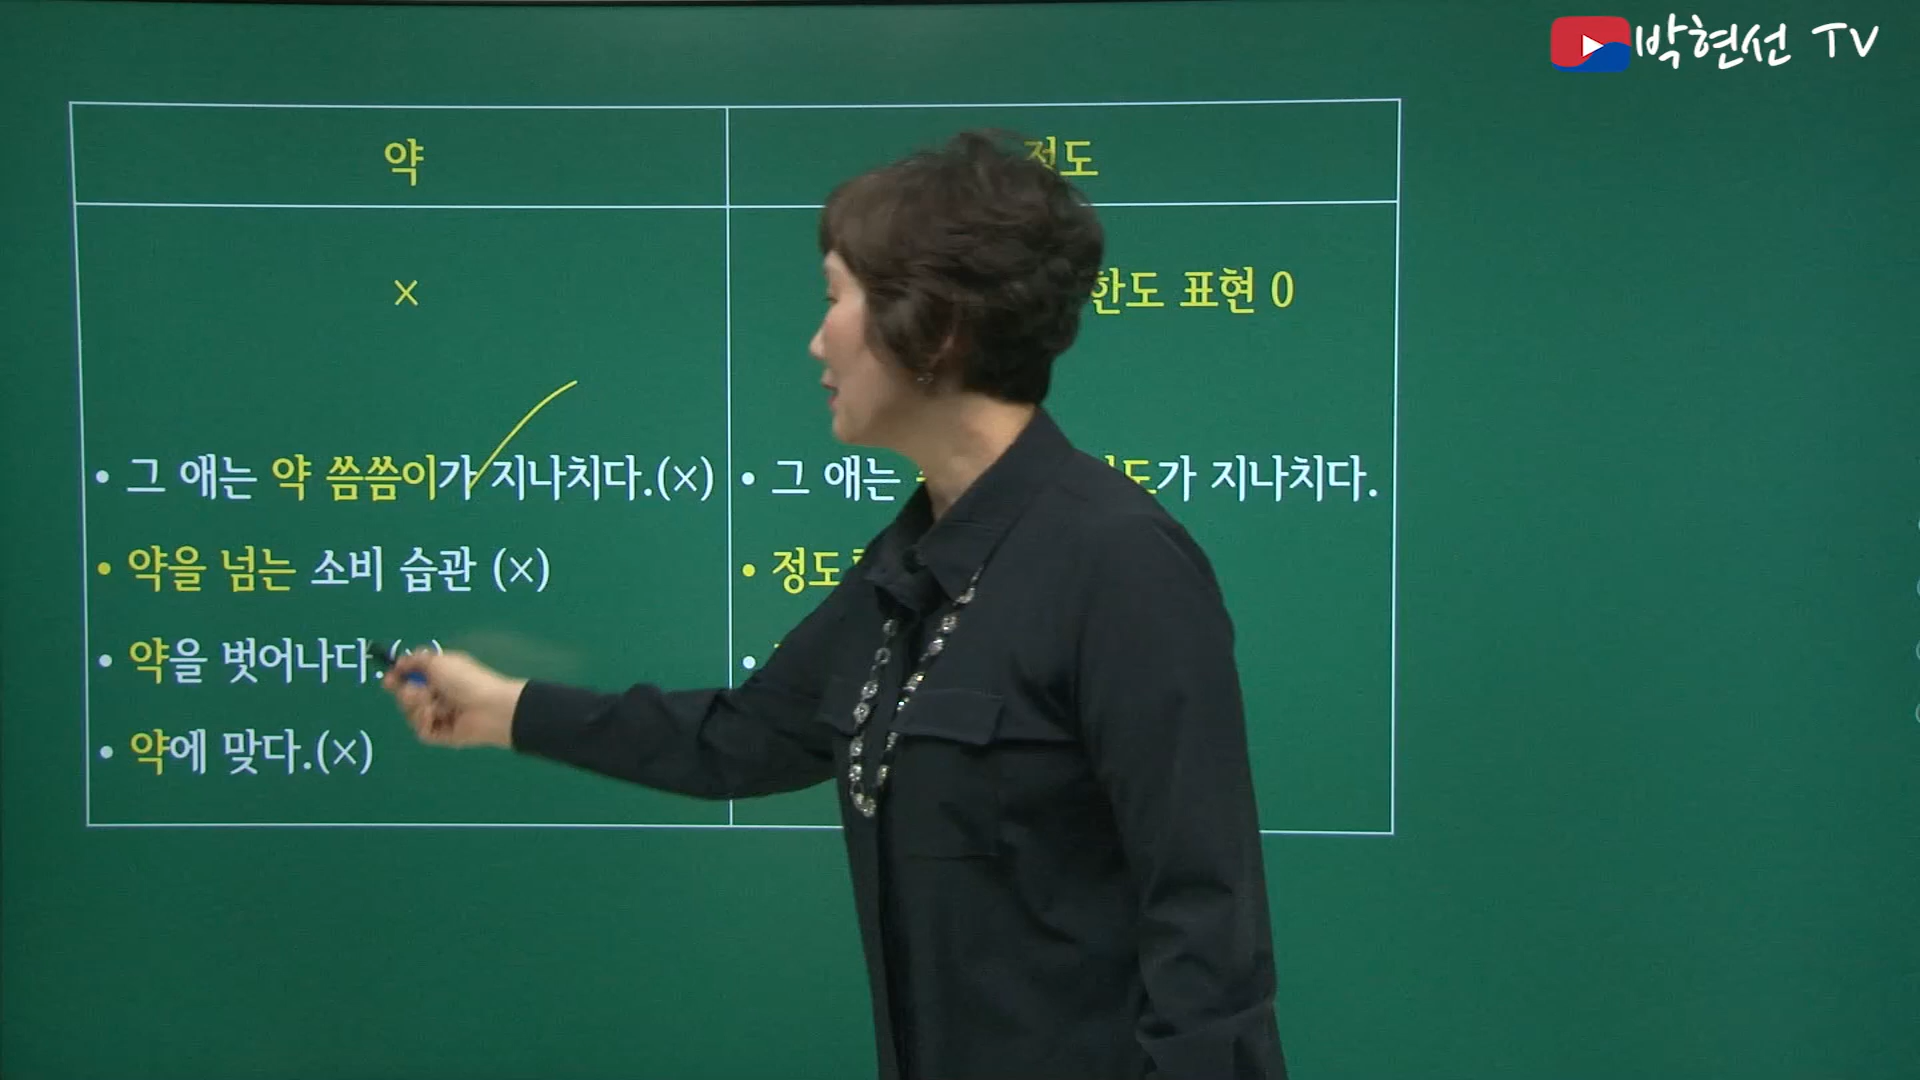 박현선 TV
약 정도
× 한도 표현 0
• 그 애는 약 씀씀이가 지나치다.(×) • 그 애는 가 지나치다.
• 약을 넘는 소비 습관 (×) • 정도
• 약을 벗어나다. •
• 약에 맞다.(×)